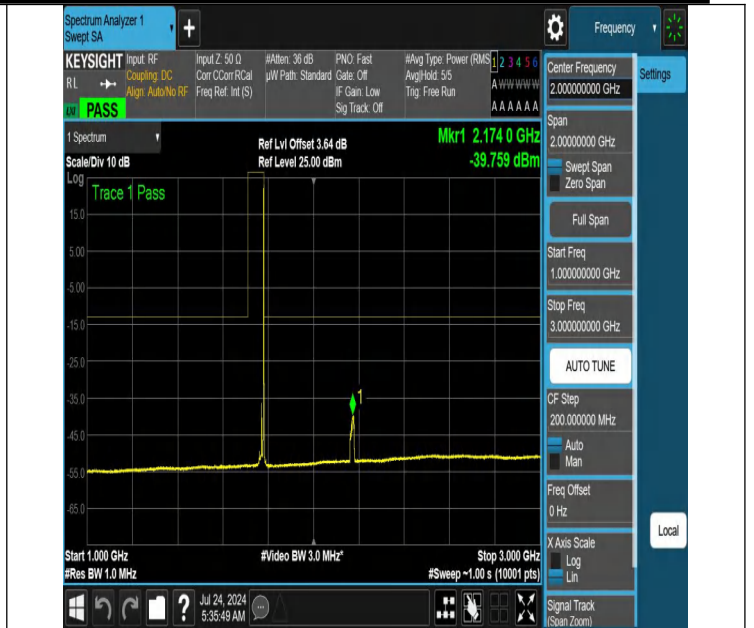 Spectrum Analyzer 1
Swept SA
+
Frequency
KEYSIGHT
RL
PASS
Input: RF
Coupling: DC
Align: Auto/No RF
Input Z: 50 Ω
Corr CCorr RCal
Freq Ref: Int (S)
#Atten: 36 dB
µW Path: Standard
PNO: Fast
Gate: Off
IF Gain: Low
Sig Track: Off
#Avg Type: Power (RMS
Avg|Hold: 5/5
Trig: Free Run
1 2 3 4 5 6
A W W W W W
A A A A A A
1 Spectrum
Scale/Div 10 dB
Ref Lvl Offset 3.64 dB
Ref Level 25.00 dBm
Mkr1 2.174 0 GHz
-39.759 dBm
Log
Trace 1 Pass
15.0
5.00
-5.00
-15.0
-25.0
-35.0
-45.0
-55.0
-65.0
1
Start 1.000 GHz
#Res BW 1.0 MHz
#Video BW 3.0 MHz*
Stop 3.000 GHz
#Sweep ~1.00 s (10001 pts)
Center Frequency
2.000000000 GHz
Span
2.00000000 GHz
Swept Span
Zero Span
Full Span
Start Freq
1.000000000 GHz
Stop Freq
3.000000000 GHz
AUTO TUNE
CF Step
200.000000 MHz
Auto
Man
Freq Offset
0 Hz
X Axis Scale
Log
Lin
Signal Track
(Span Zoom)
Settings
Local
?
Jul 24, 2024
5:35:49 AM